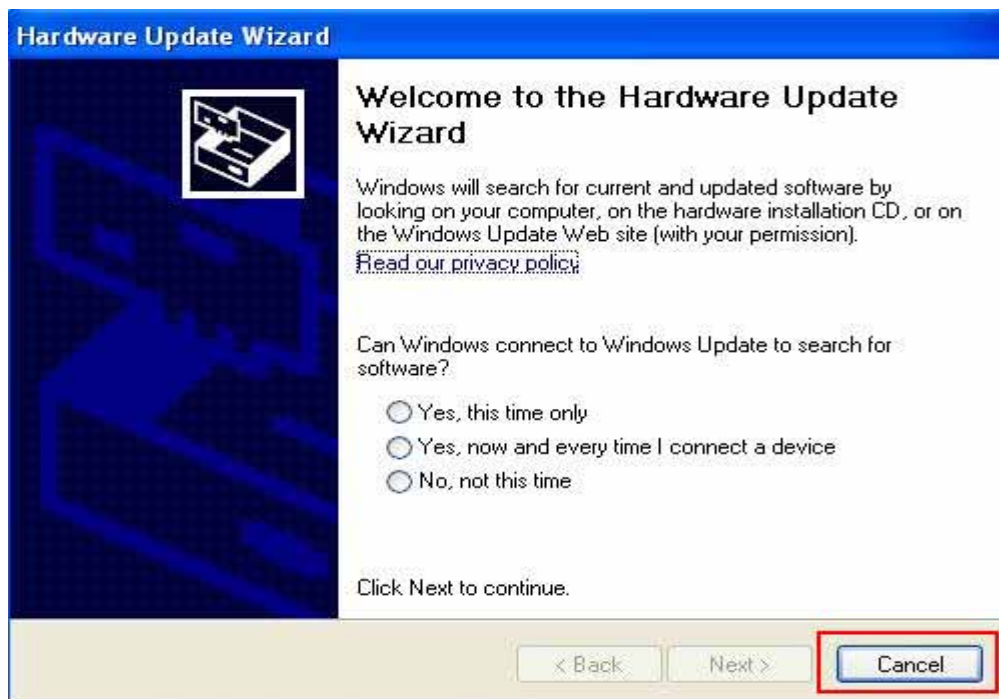 Hardware Update Wizard
Welcome to the Hardware Update
Wizard
Windows will search for current and updated software by
looking on your computer, on the hardware installation CD, or on
the Windows Update Web site (with your permission).
Read our privacy policy
Can Windows connect to Windows Update to search for
software?
Yes, this time only
Yes, now and every time I connect a device
No, not this time
Click Next to continue.
< Back Next > Cancel